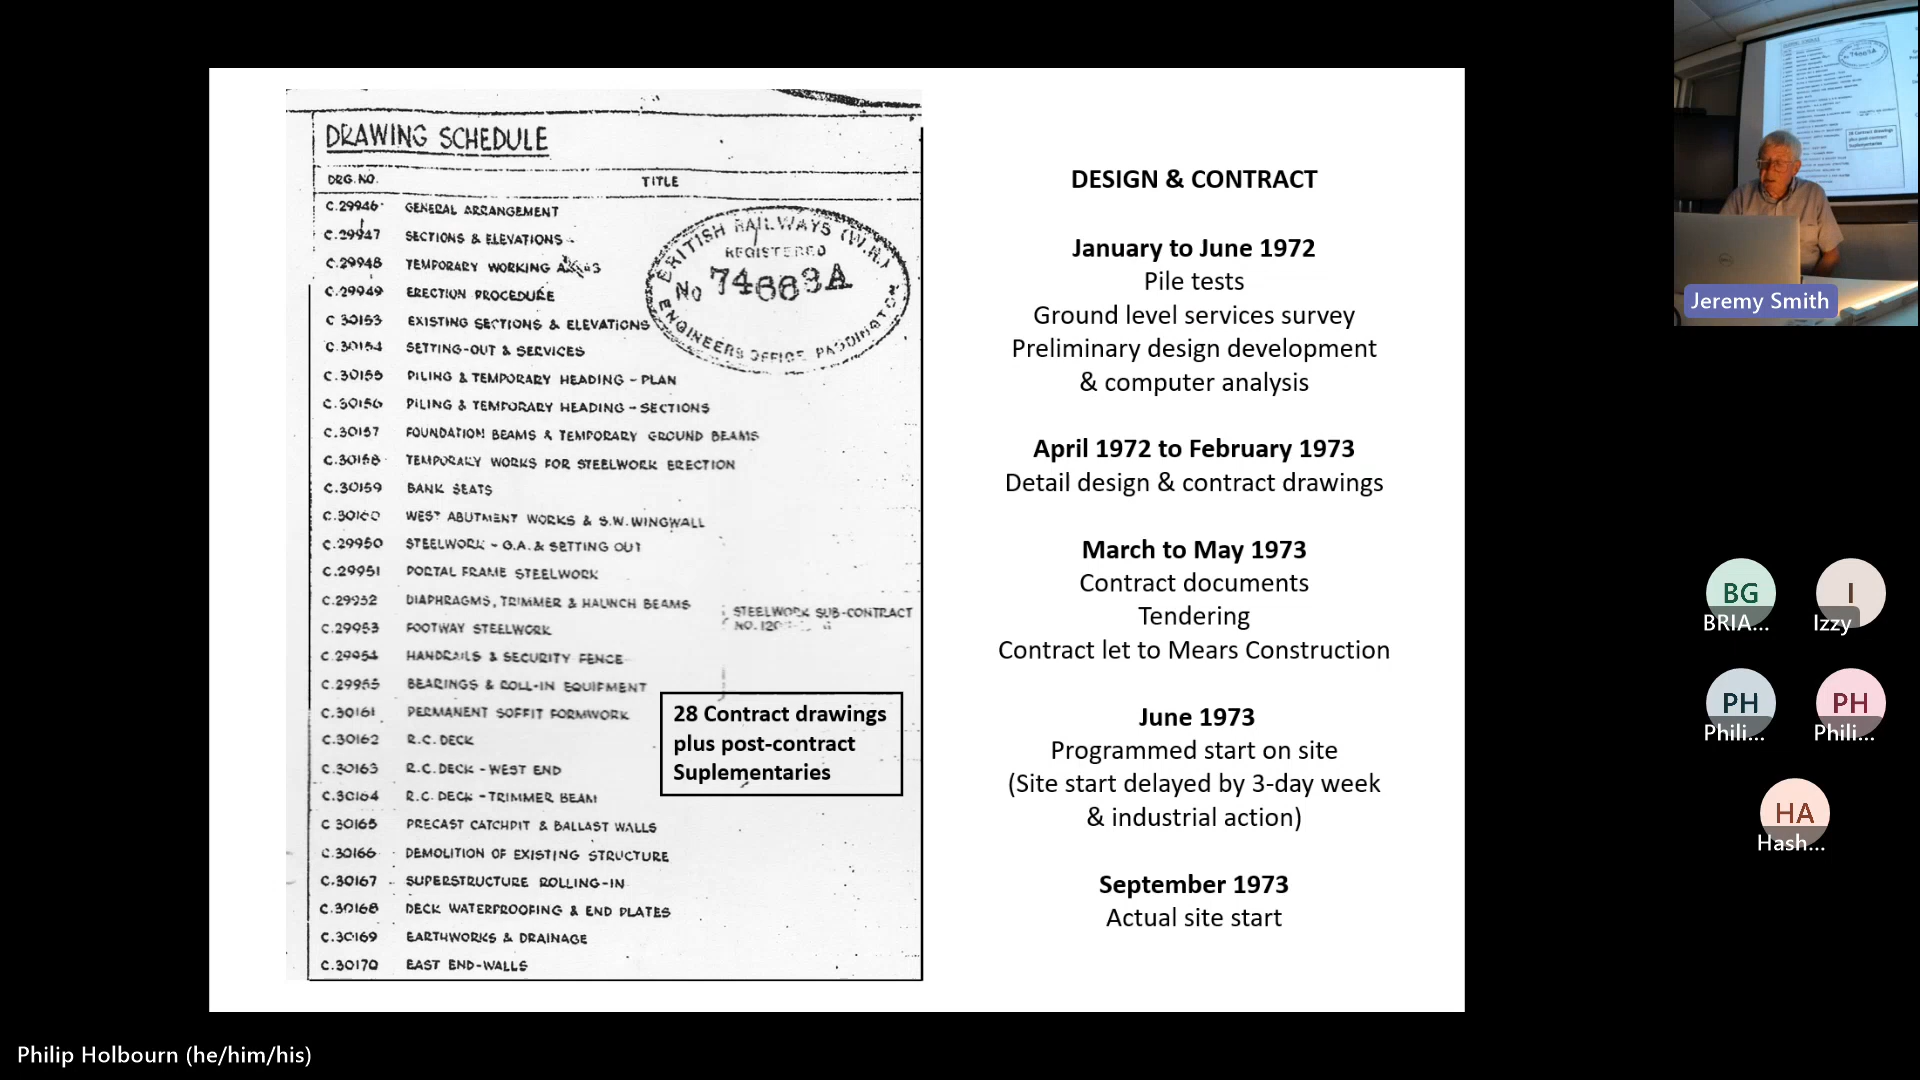 DRAWING SCHEDULE
DRG. NO. TITLE
C.29946 GENERAL ARRANGEMENT
C.29947 SECTIONS & ELEVATIONS
C.29948 TEMPORARY WORKING
C.29949 ERECTION PROCEDURE
C 30153 EXISTING SECTIONS & ELEVATIONS
C.30154 SETTING-OUT & SERVICES
C.30155 PILING & TEMPORARY HEADING - PLAN
C.30156 PILING & TEMPORARY HEADING - SECTIONS
C.30157 FOUNDATION BEAMS & TEMPORARY GROUND BEAMS
C.30158 TEMPORARY WORKS FOR STEELWORK ERECTION
C.30159 BANK SEATS
C.30160 WEST ABUTMENT WORKS & S.W. WINGWALL
C.29950 STEELWORK - G.A. & SETTING OUT
C.29951 PORTAL FRAME STEELWORK
C.29952 DIAPHRAGMS, TRIMMER & HAUNCH BEAMS
C.29953 FOOTWAY STEELWORK
C.29954 HANDRAILS & SECURITY FENCE
C.29955 BEARINGS & ROLL-IN EQUIPMENT
C.30161 PERMANENT SOFFIT FORMWORK
C.30162 R.C. DECK
C.30163 R.C. DECK - WEST END
C.30164 R.C. DECK - TRIMMER BEAM
C 30165 PRECAST CATCHPIT & BALLAST WALLS
C.30166 DEMOLITION OF EXISTING STRUCTURE
C.30167 SUPERSTRUCTURE ROLLING-IN
C.30168 DECK WATERPROOFING & END PLATES
C.30169 EARTHWORKS & DRAINAGE
C.30170 EAST END-WALLS
BRITISH RAILWAYS (W.R.)
REGISTERED
No
ENGINEERS OFFICE PADDINGTON
STEELWORK SUB-CONTRACT
28 Contract drawings
plus post-contract
Suplementaries
DESIGN & CONTRACT
January to June 1972
Pile tests
Ground level services survey
Preliminary design development
& computer analysis
April 1972 to February 1973
Detail design & contract drawings
March to May 1973
Contract documents
Tendering
Contract let to Mears Construction
June 1973
Programmed start on site
(Site start delayed by 3-day week
& industrial action)
September 1973
Actual site start
Jeremy Smith
BG
BRIA...
I
Izzy
PH
Phili...
PH
Phili...
HA
Hash...
Philip Holbourn (he/him/his)